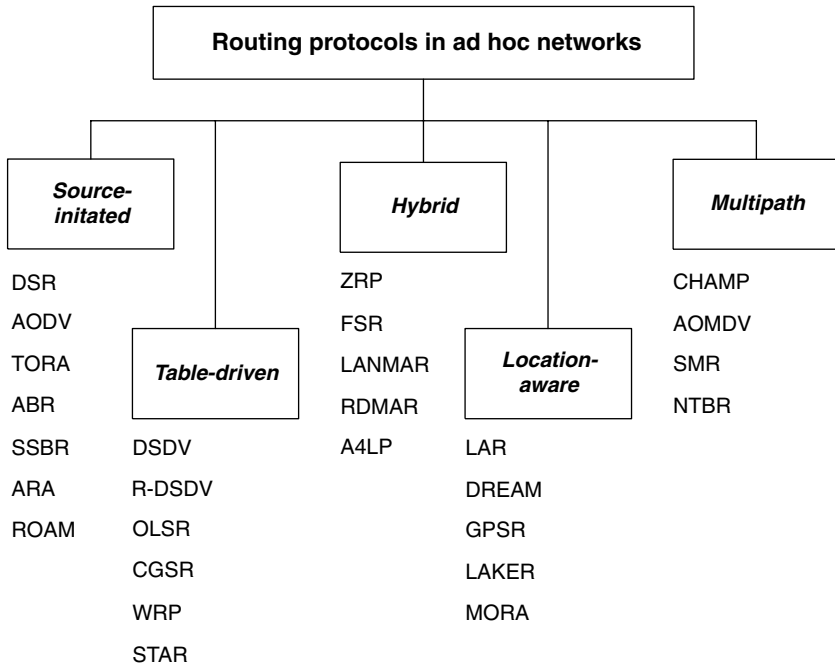 Routing protocols in ad hoc networks
Source-
initated
DSR
AODV
TORA
ABR
SSBR
ARA
ROAM
Table-driven
DSDV
R-DSDV
OLSR
CGSR
WRP
STAR
Hybrid
ZRP
FSR
LANMAR
RDMAR
A4LP
Location-
aware
LAR
DREAM
GPSR
LAKER
MORA
Multipath
CHAMP
AOMDV
SMR
NTBR